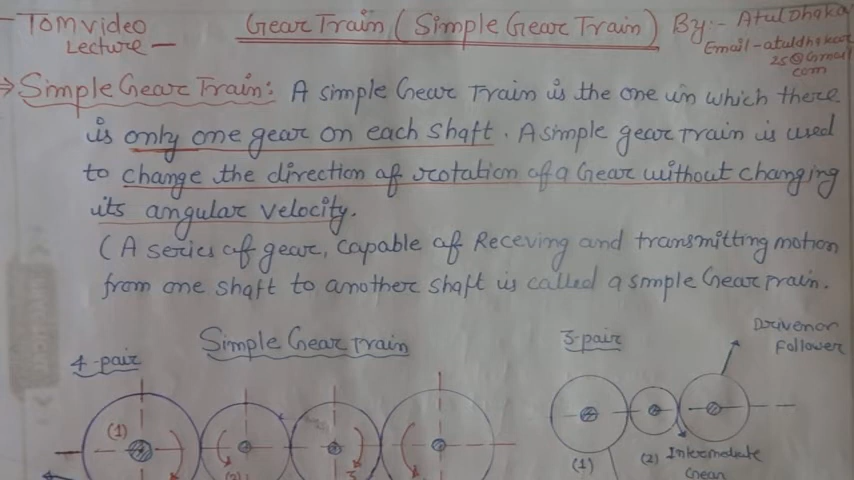 - Tom video
Lecture -
Gear Train ( Simple Gear Train )
By:- Atul Dhakar
Email-atuldhakar
25@Gmail
com
→ Simple Gear Train: A simple Gear Train is the one in which there
is only one gear on each shaft. A simple gear train is used
to change the direction of rotation of a Gear without changing
its angular velocity.
( A series of gear, capable of Receving and transmitting motion
from one shaft to another shaft is called a smple Gear Train.
Simple Gear train
4-pair
(1)
3-pair
Driven or
Follower
(1)
(2) Intermediate
Gear